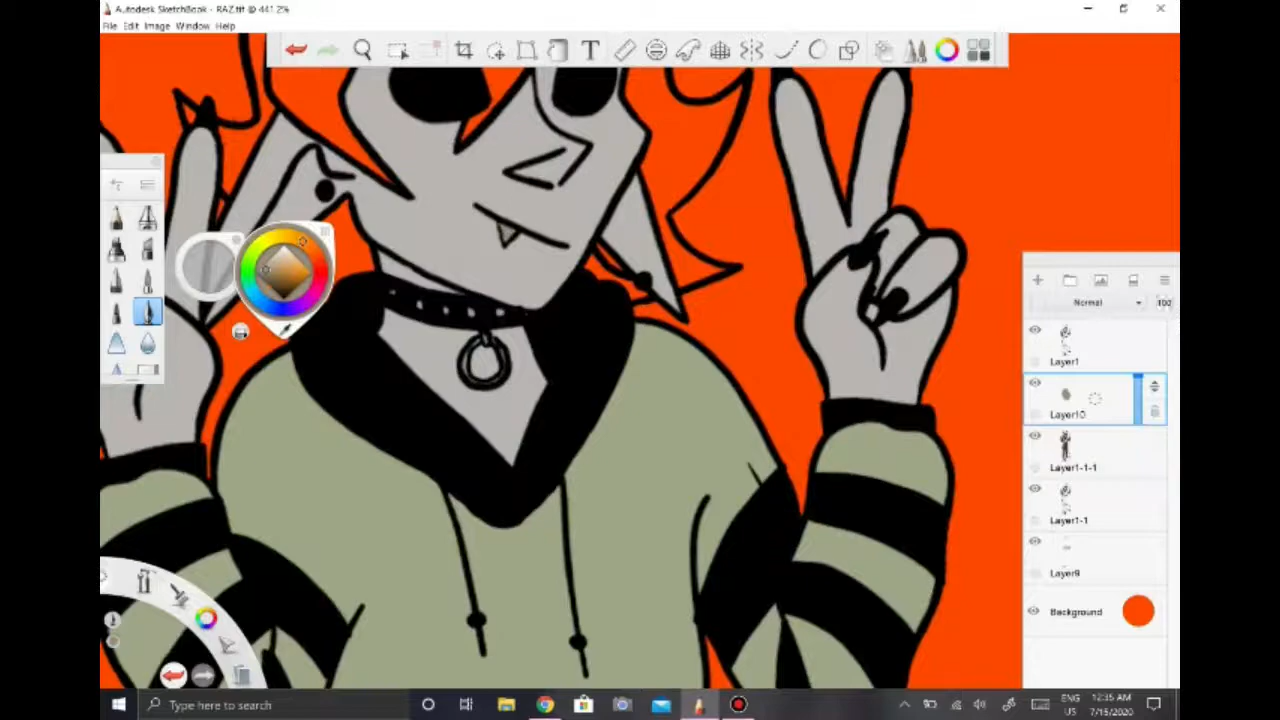 Autodesk SketchBook - RAZ.tif @ 441.2%
File Edit Image Window Help
T
Normal
100
Layer1
Layer10
Layer1-1-1
Layer1-1
Layer9
Background
Type here to search
ENG
US
12:35 AM
7/15/2020